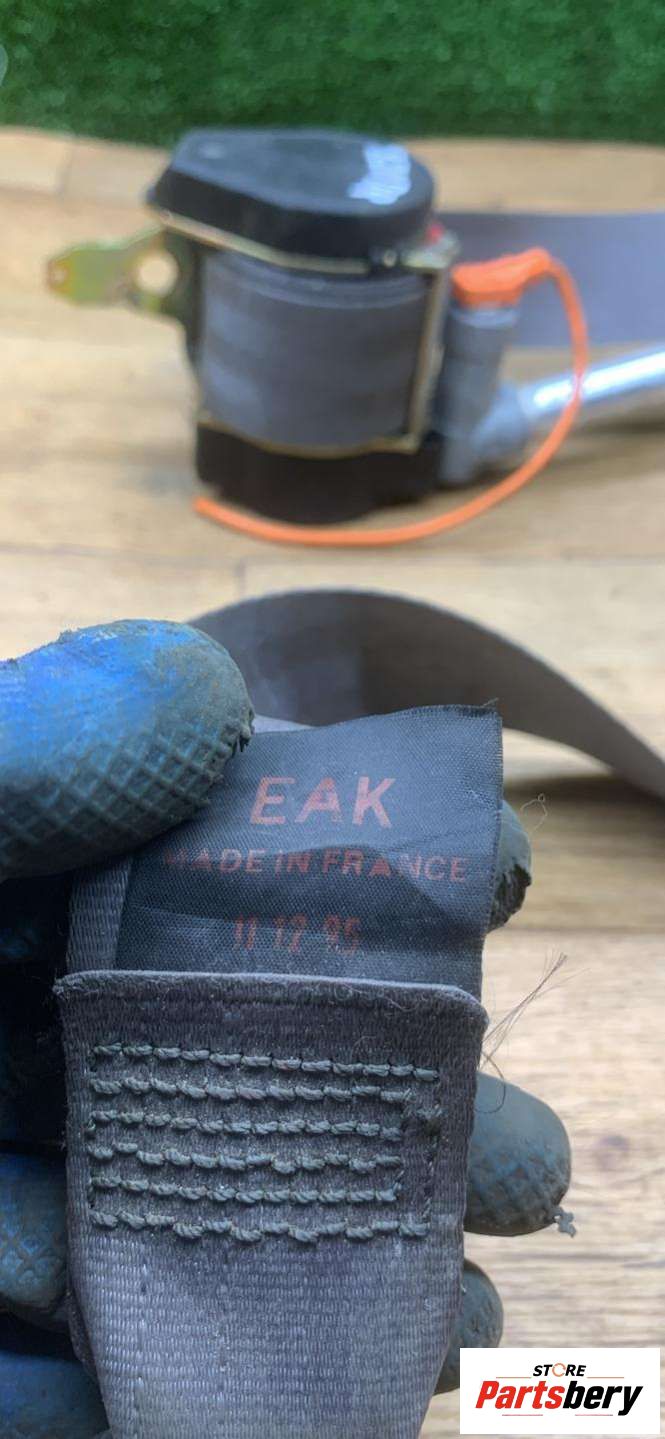 EAK
MADE IN FRANCE
11 12 95
STORE
Partsbery